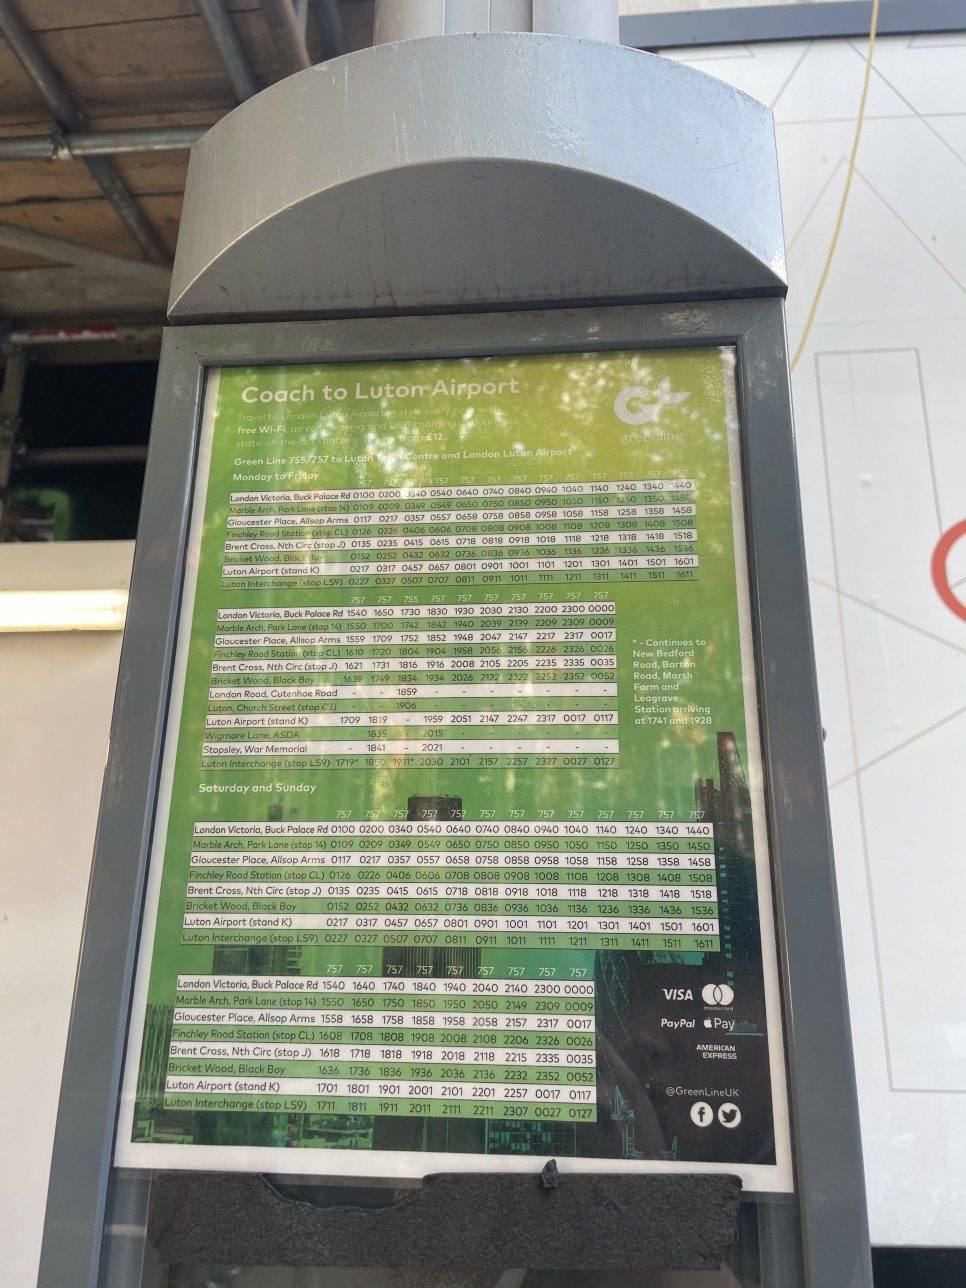 Coach to Luton Airport
Travel to London Luton Airport in style every hour with
free Wi-Fi, air conditioning and USB charging onboard our
state-of-the-art coaches. £12
greenline
Green Line 755/757 to Luton Town Centre and London Luton Airport
Monday to Friday
757 757 757 757 757 757 757 757 757 757 757 757 757
London Victoria, Buck Palace Rd 0100 0200 0340 0540 0640 0740 0840 0940 1040 1140 1240 1340 1440
Marble Arch, Park Lane (stop 14) 0109 0209 0349 0549 0650 0750 0850 0950 1050 1150 1250 1350 1450
Gloucester Place, Allsop Arms 0117 0217 0357 0557 0658 0758 0858 0958 1058 1158 1258 1358 1458
Finchley Road Station (stop CL) 0126 0226 0406 0606 0708 0808 0908 1008 1108 1208 1308 1408 1508
Brent Cross, Nth Circ (stop J) 0135 0235 0415 0615 0718 0818 0918 1018 1118 1218 1318 1418 1518
Bricket Wood, Black Boy 0152 0252 0432 0632 0736 0836 0936 1036 1136 1236 1336 1436 1536
Luton Airport (stand K) 0217 0317 0457 0657 0801 0901 1001 1101 1201 1301 1401 1501 1601
Luton Interchange (stop LS9) 0227 0327 0507 0707 0811 0911 1011 1111 1211 1311 1411 1511 1611
757 757 755 757 757 757 757 757 757 757
London Victoria, Buck Palace Rd 1540 1650 1730 1830 1930 2030 2130 2200 2300 0000
Marble Arch, Park Lane (stop 14) 1550 1700 1742 1842 1940 2039 2139 2209 2309 0009
Gloucester Place, Allsop Arms 1559 1709 1752 1852 1948 2047 2147 2217 2317 0017
Finchley Road Station (stop CL) 1610 1720 1804 1904 1958 2056 2156 2226 2326 0026
Brent Cross, Nth Circ (stop J) 1621 1731 1816 1916 2008 2105 2205 2235 2335 0035
Bricket Wood, Black Boy 1639 1749 1834 1934 2026 2122 2222 2252 2352 0052
London Road, Cutenhoe Road - - 1859 - - - - - - -
Luton, Church Street (stop C3) - - 1906 - - - - - - -
Luton Airport (stand K) 1709 1819 - 1959 2051 2147 2247 2317 0017 0117
Wigmore Lane, ASDA - 1835 - 2015 - - - - - -
Stopsley, War Memorial - 1841 - 2021 - - - - - -
Luton Interchange (stop LS9) 1719* 1850 1911* 2030 2101 2157 2257 2327 0027 0127
* - Continues to
New Bedford
Road, Barton
Road, Marsh
Farm and
Leagrave
Station arriving
at 1741 and 1928
Saturday and Sunday
757 757 757 757 757 757 757 757 757 757 757 757 757
London Victoria, Buck Palace Rd 0100 0200 0340 0540 0640 0740 0840 0940 1040 1140 1240 1340 1440
Marble Arch, Park Lane (stop 14) 0109 0209 0349 0549 0650 0750 0850 0950 1050 1150 1250 1350 1450
Gloucester Place, Allsop Arms 0117 0217 0357 0557 0658 0758 0858 0958 1058 1158 1258 1358 1458
Finchley Road Station (stop CL) 0126 0226 0406 0606 0708 0808 0908 1008 1108 1208 1308 1408 1508
Brent Cross, Nth Circ (stop J) 0135 0235 0415 0615 0718 0818 0918 1018 1118 1218 1318 1418 1518
Bricket Wood, Black Boy 0152 0252 0432 0632 0736 0836 0936 1036 1136 1236 1336 1436 1536
Luton Airport (stand K) 0217 0317 0457 0657 0801 0901 1001 1101 1201 1301 1401 1501 1601
Luton Interchange (stop LS9) 0227 0327 0507 0707 0811 0911 1011 1111 1211 1311 1411 1511 1611
757 757 757 757 757 757 757 757 757
London Victoria, Buck Palace Rd 1540 1640 1740 1840 1940 2040 2140 2300 0000
Marble Arch, Park Lane (stop 14) 1550 1650 1750 1850 1950 2050 2149 2309 0009
Gloucester Place, Allsop Arms 1558 1658 1758 1858 1958 2058 2157 2317 0017
Finchley Road Station (stop CL) 1608 1708 1808 1908 2008 2108 2206 2326 0026
Brent Cross, Nth Circ (stop J) 1618 1718 1818 1918 2018 2118 2215 2335 0035
Bricket Wood, Black Boy 1636 1736 1836 1936 2036 2136 2232 2352 0052
Luton Airport (stand K) 1701 1801 1901 2001 2101 2201 2257 0017 0117
Luton Interchange (stop LS9) 1711 1811 1911 2011 2111 2211 2307 0027 0127
VISA mastercard
PayPal Pay
AMERICAN
EXPRESS
@GreenLineUK